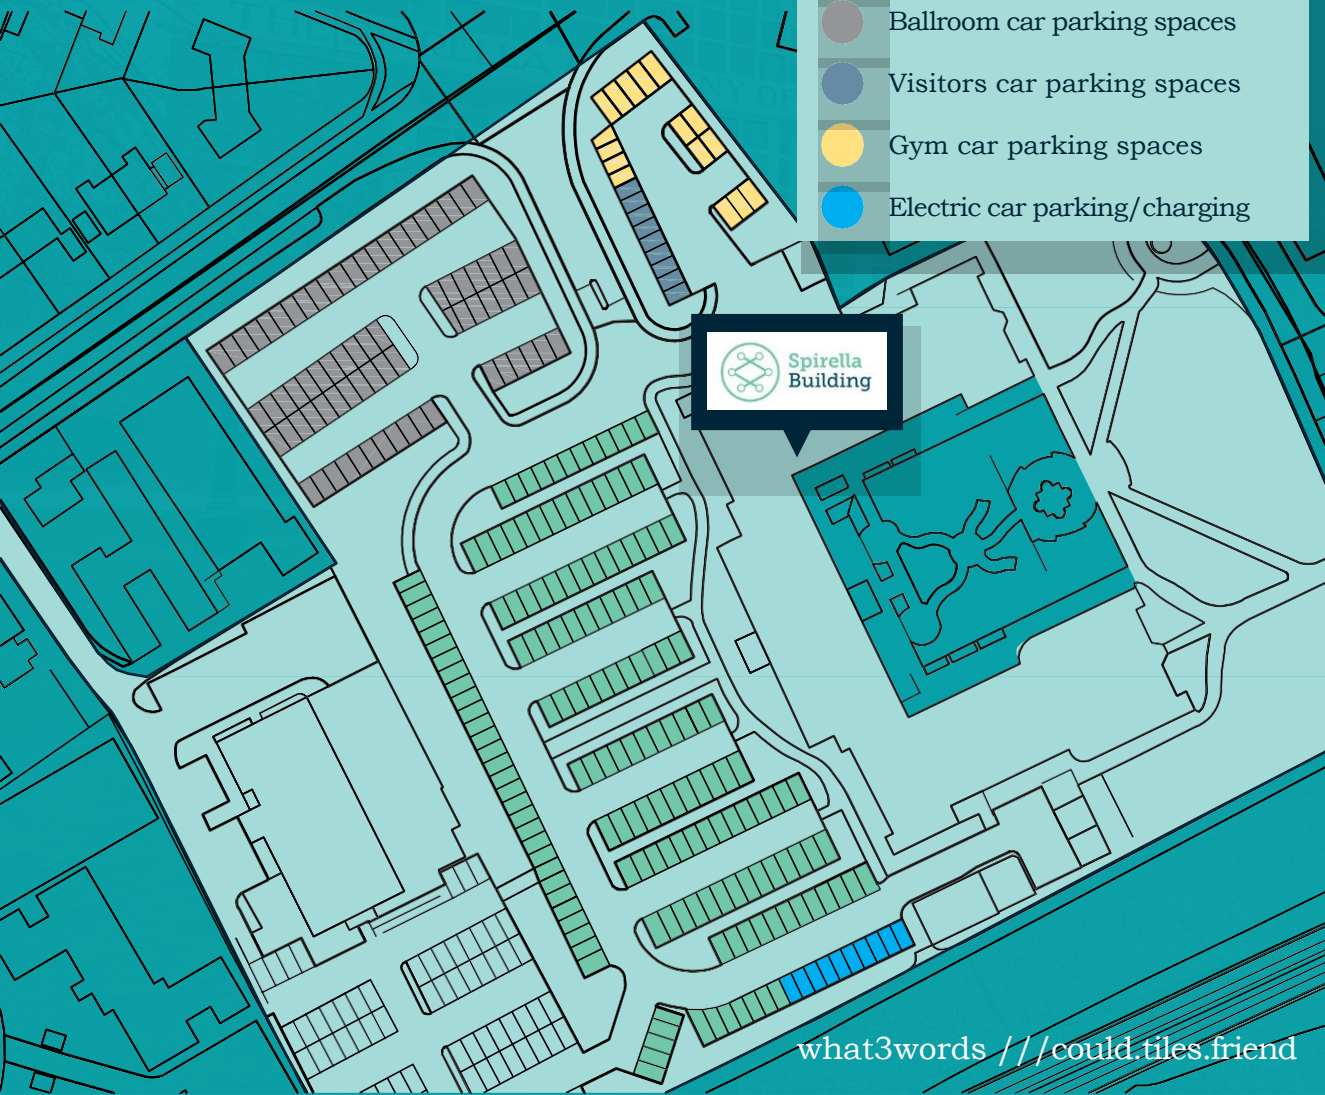 Ballroom car parking spaces
Visitors car parking spaces
Gym car parking spaces
Electric car parking/charging
Spirella
Building
what3words ///could.tiles.friend